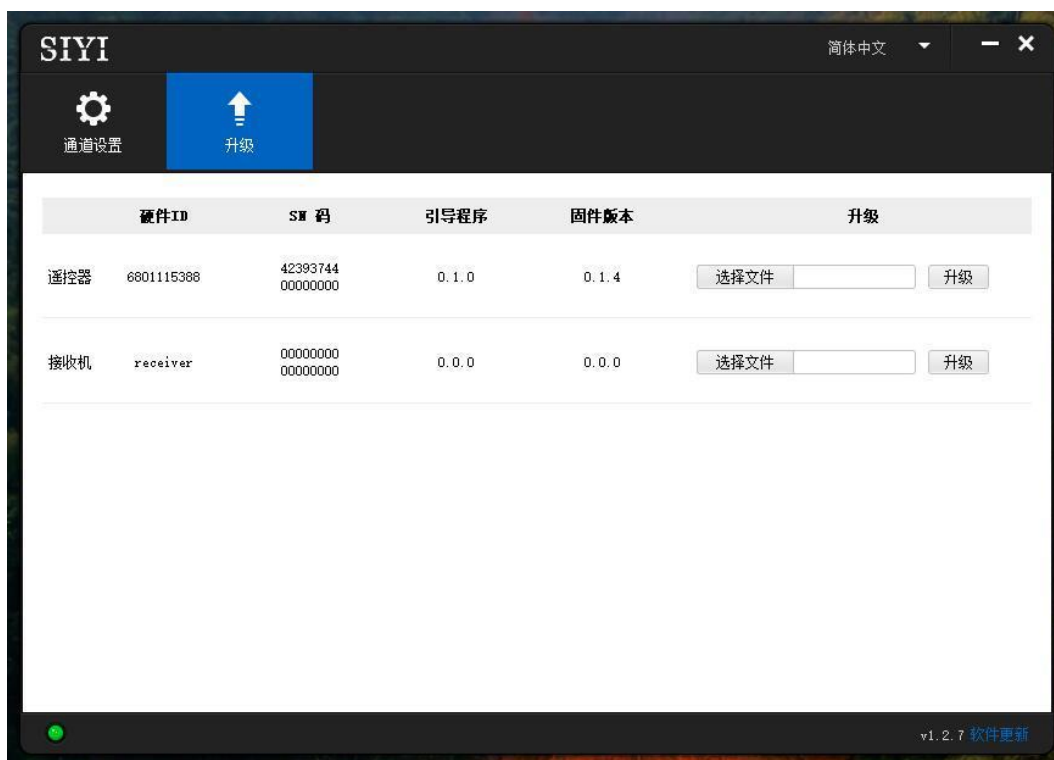 SIYI
简体中文
通道设置
升级
硬件ID SN 码 引导程序 固件版本 升级
遥控器 6801115388 42393744 0.1.0 0.1.4 选择文件 升级
00000000
接收机 receiver 00000000 0.0.0 0.0.0 选择文件 升级
00000000
v1.2.7 软件更新